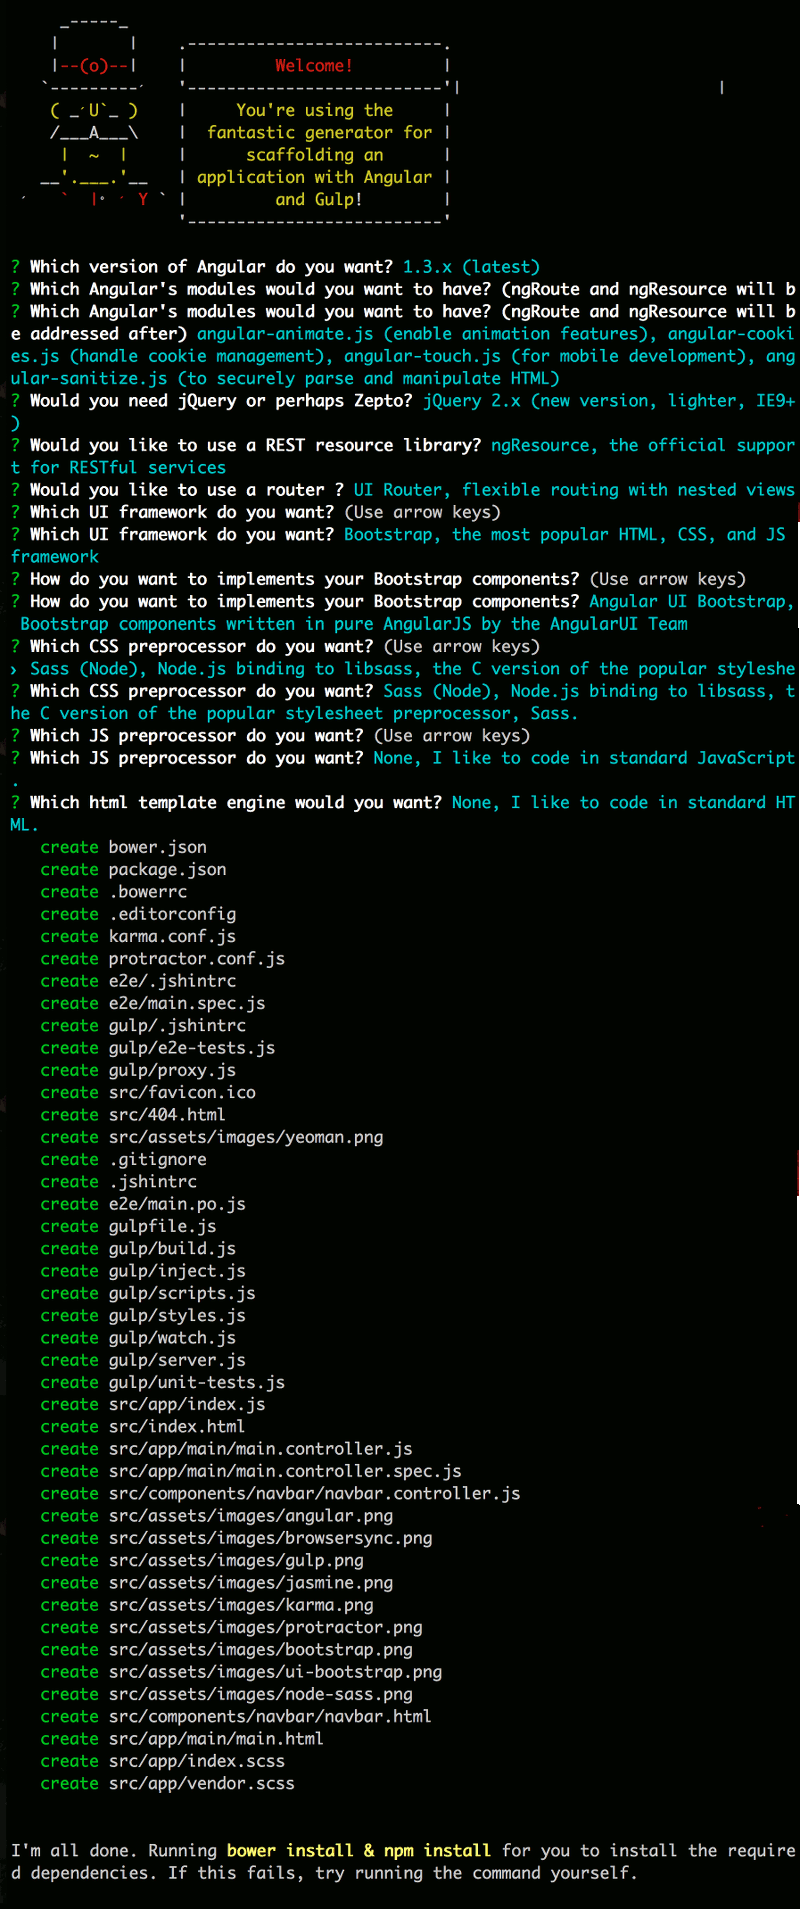 _-----_
    |       |    .--------------------------.
    |--(o)--|    |         Welcome!         |
   `---------´   '--------------------------'|                          |
    ( _´U`_ )    |     You're using the     |
    /___A___\    |  fantastic generator for |
     |  ~  |     |      scaffolding an      |
   __'.___.'__   | application with Angular |
 ´   `  |° ´ Y ` |         and Gulp!        |
                 '--------------------------'
? Which version of Angular do you want? 1.3.x (latest)
? Which Angular's modules would you want to have? (ngRoute and ngResource will b
? Which Angular's modules would you want to have? (ngRoute and ngResource will b
e addressed after) angular-animate.js (enable animation features), angular-cooki
es.js (handle cookie management), angular-touch.js (for mobile development), ang
ular-sanitize.js (to securely parse and manipulate HTML)
? Would you need jQuery or perhaps Zepto? jQuery 2.x (new version, lighter, IE9+
)
? Would you like to use a REST resource library? ngResource, the official suppor
t for RESTful services
? Would you like to use a router ? UI Router, flexible routing with nested views
? Which UI framework do you want? (Use arrow keys)
? Which UI framework do you want? Bootstrap, the most popular HTML, CSS, and JS
framework
? How do you want to implements your Bootstrap components? (Use arrow keys)
? How do you want to implements your Bootstrap components? Angular UI Bootstrap,
 Bootstrap components written in pure AngularJS by the AngularUI Team
? Which CSS preprocessor do you want? (Use arrow keys)
› Sass (Node), Node.js binding to libsass, the C version of the popular styleshe
? Which CSS preprocessor do you want? Sass (Node), Node.js binding to libsass, t
he C version of the popular stylesheet preprocessor, Sass.
? Which JS preprocessor do you want? (Use arrow keys)
? Which JS preprocessor do you want? None, I like to code in standard JavaScript
.
? Which html template engine would you want? None, I like to code in standard HT
ML.
   create bower.json
   create package.json
   create .bowerrc
   create .editorconfig
   create karma.conf.js
   create protractor.conf.js
   create e2e/.jshintrc
   create e2e/main.spec.js
   create gulp/.jshintrc
   create gulp/e2e-tests.js
   create gulp/proxy.js
   create src/favicon.ico
   create src/404.html
   create src/assets/images/yeoman.png
   create .gitignore
   create .jshintrc
   create e2e/main.po.js
   create gulpfile.js
   create gulp/build.js
   create gulp/inject.js
   create gulp/scripts.js
   create gulp/styles.js
   create gulp/watch.js
   create gulp/server.js
   create gulp/unit-tests.js
   create src/app/index.js
   create src/index.html
   create src/app/main/main.controller.js
   create src/app/main/main.controller.spec.js
   create src/components/navbar/navbar.controller.js
   create src/assets/images/angular.png
   create src/assets/images/browsersync.png
   create src/assets/images/gulp.png
   create src/assets/images/jasmine.png
   create src/assets/images/karma.png
   create src/assets/images/protractor.png
   create src/assets/images/bootstrap.png
   create src/assets/images/ui-bootstrap.png
   create src/assets/images/node-sass.png
   create src/components/navbar/navbar.html
   create src/app/main/main.html
   create src/app/index.scss
   create src/app/vendor.scss
I'm all done. Running bower install & npm install for you to install the require
d dependencies. If this fails, try running the command yourself.